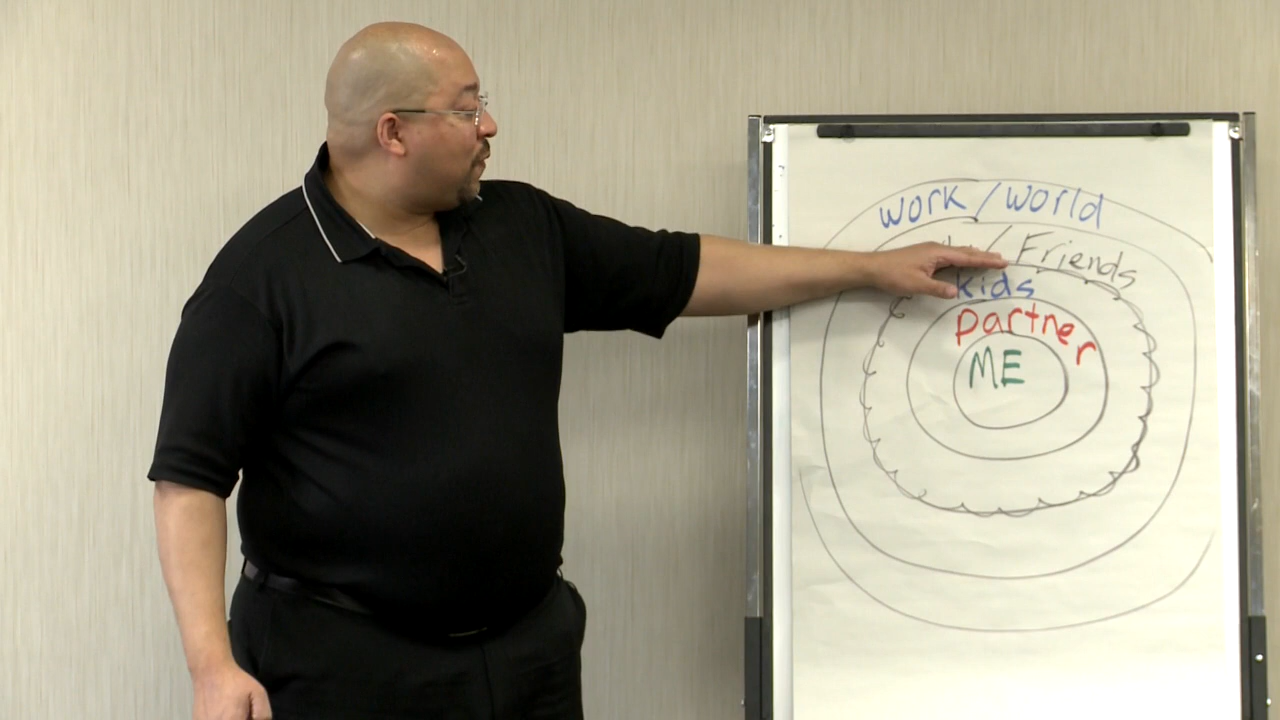 work / world
/ Friends
kids
partner
ME